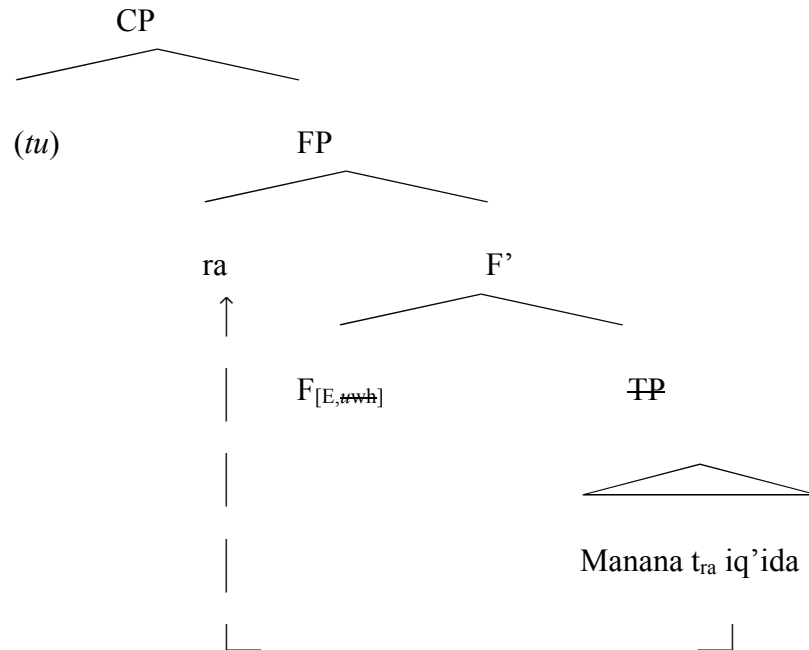 CP
(tu) FP
ra F’
F[E,uwh] TP
Manana tra iq’ida